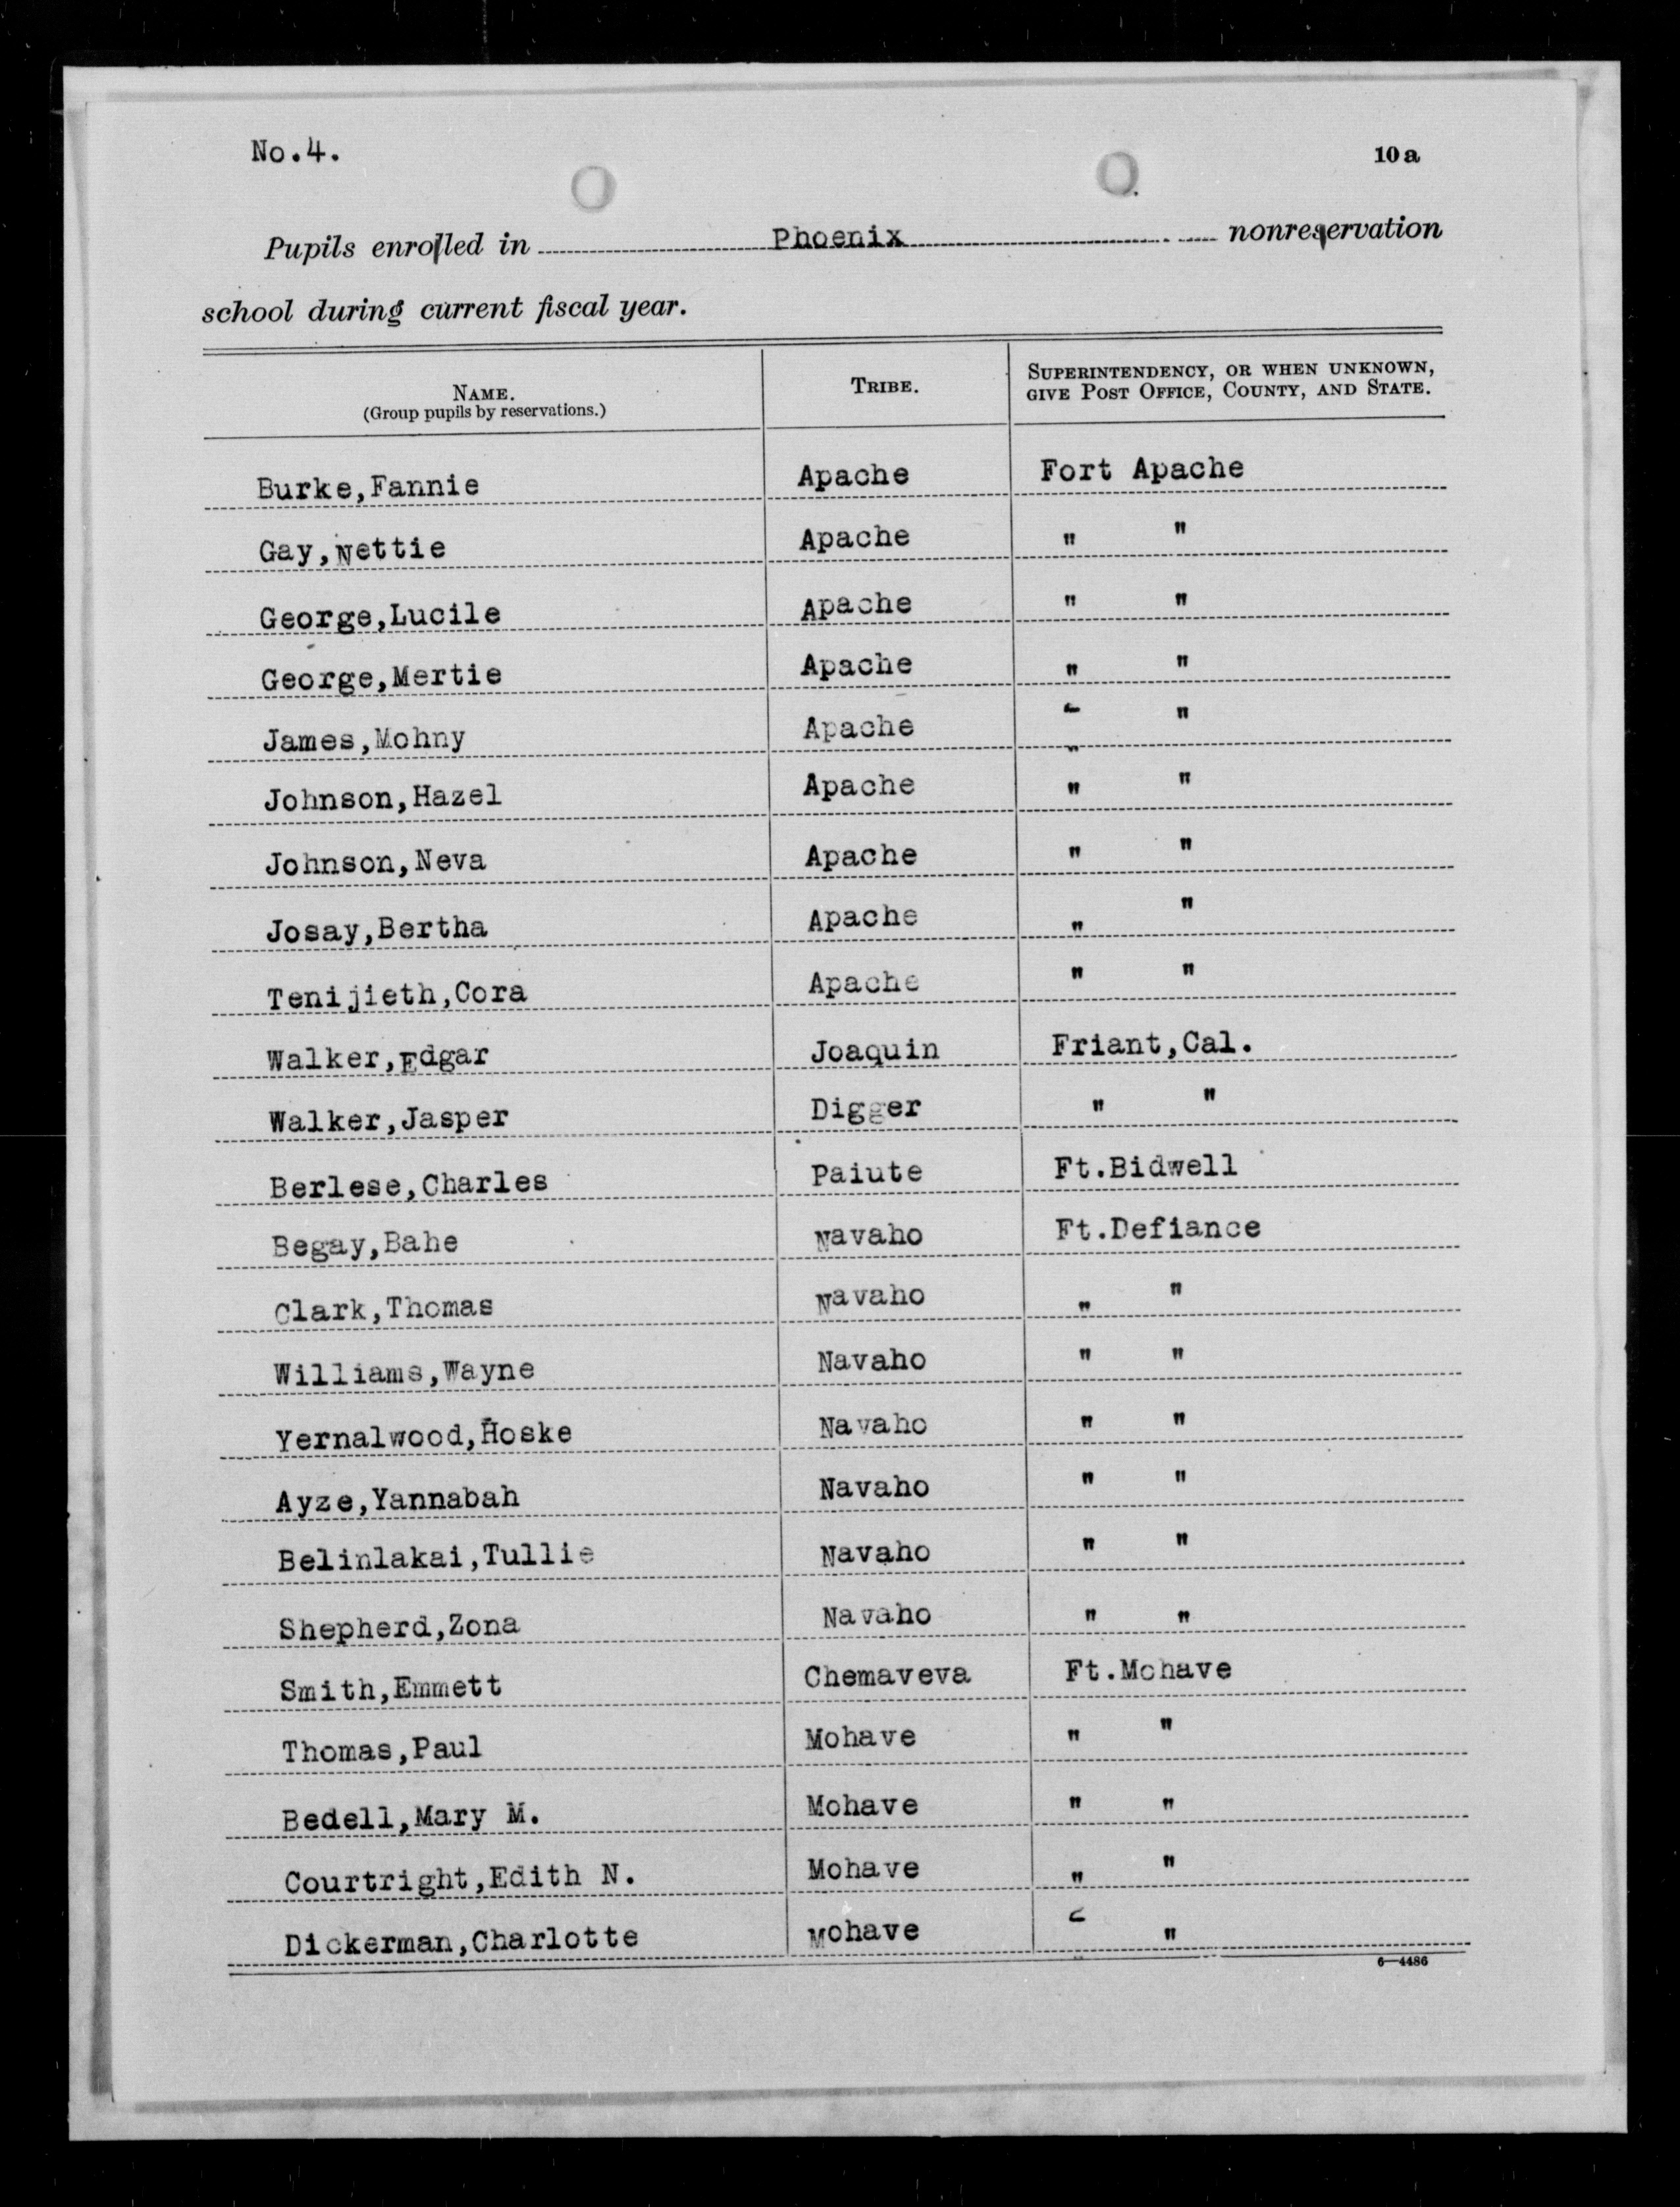 No.4.
10 a
Pupils enrolled in Phoenix nonreservation
school during current fiscal year.
NAME.
(Group pupils by reservations.)
TRIBE.
SUPERINTENDENCY, OR WHEN UNKNOWN,
GIVE POST OFFICE, COUNTY, AND STATE.
Burke,Fannie Apache Fort Apache
Gay,Nettie Apache " "
George,Lucile Apache " "
George,Mertie Apache " "
James,Mohny Apache " "
Johnson,Hazel Apache " "
Johnson,Neva Apache " "
Josay,Bertha Apache " "
Tenijieth,Cora Apache " "
Walker,Edgar Joaquin Friant,Cal.
Walker,Jasper Digger " "
Berlese,Charles Paiute Ft.Bidwell
Begay,Bahe Navaho Ft.Defiance
Clark,Thomas Navaho " "
Williams,Wayne Navaho " "
Yernalwood,Hoske Navaho " "
Ayze,Yannabah Navaho " "
Belinlakai,Tullie Navaho " "
Shepherd,Zona Navaho " "
Smith,Emmett Chemaveva Ft.Mohave
Thomas,Paul Mohave " "
Bedell,Mary M. Mohave " "
Courtright,Edith N. Mohave " "
Dickerman,Charlotte Mohave " "
6—4486